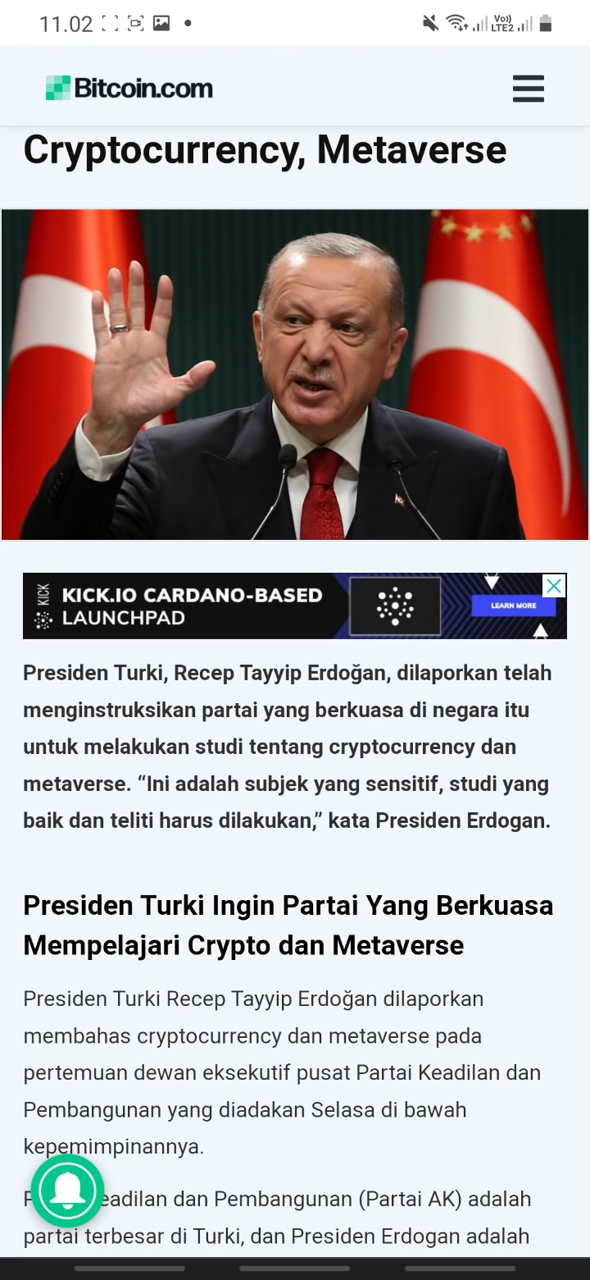 11.02
Vo))
LTE2
Bitcoin.com
Cryptocurrency, Metaverse
KICK
KICK.IO CARDANO-BASED
LAUNCHPAD
LEARN MORE
Presiden Turki, Recep Tayyip Erdoğan, dilaporkan telah
menginstruksikan partai yang berkuasa di negara itu
untuk melakukan studi tentang cryptocurrency dan
metaverse. “Ini adalah subjek yang sensitif, studi yang
baik dan teliti harus dilakukan,” kata Presiden Erdogan.
Presiden Turki Ingin Partai Yang Berkuasa
Mempelajari Crypto dan Metaverse
Presiden Turki Recep Tayyip Erdoğan dilaporkan
membahas cryptocurrency dan metaverse pada
pertemuan dewan eksekutif pusat Partai Keadilan dan
Pembangunan yang diadakan Selasa di bawah
kepemimpinannya.
dan Pembangunan (Partai AK) adalah
partai terbesar di Turki, dan Presiden Erdogan adalah